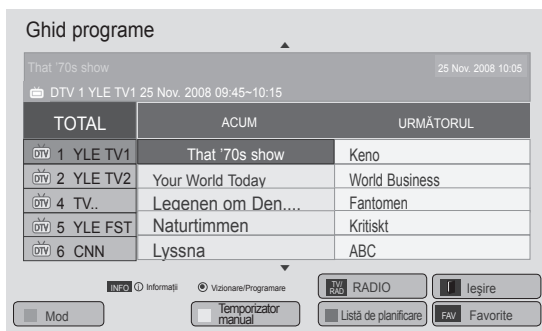 Ghid programe
That '70s show 25 Nov. 2008 10:05
DTV 1 YLE TV1 25 Nov. 2008 09:45~10:15
TOTAL ACUM URMĂTORUL
DTV 1 YLE TV1 That '70s show Keno
DTV 2 YLE TV2 Your World Today World Business
DTV 4 TV.. Legenen om Den.... Fantomen
DTV 5 YLE FST Naturtimmen Kritiskt
DTV 6 CNN Lyssna ABC
INFO i Informaţii Vizionare/Programare TV/RAD RADIO Ieşire
Mod Temporizator manual Listă de planificare FAV Favorite